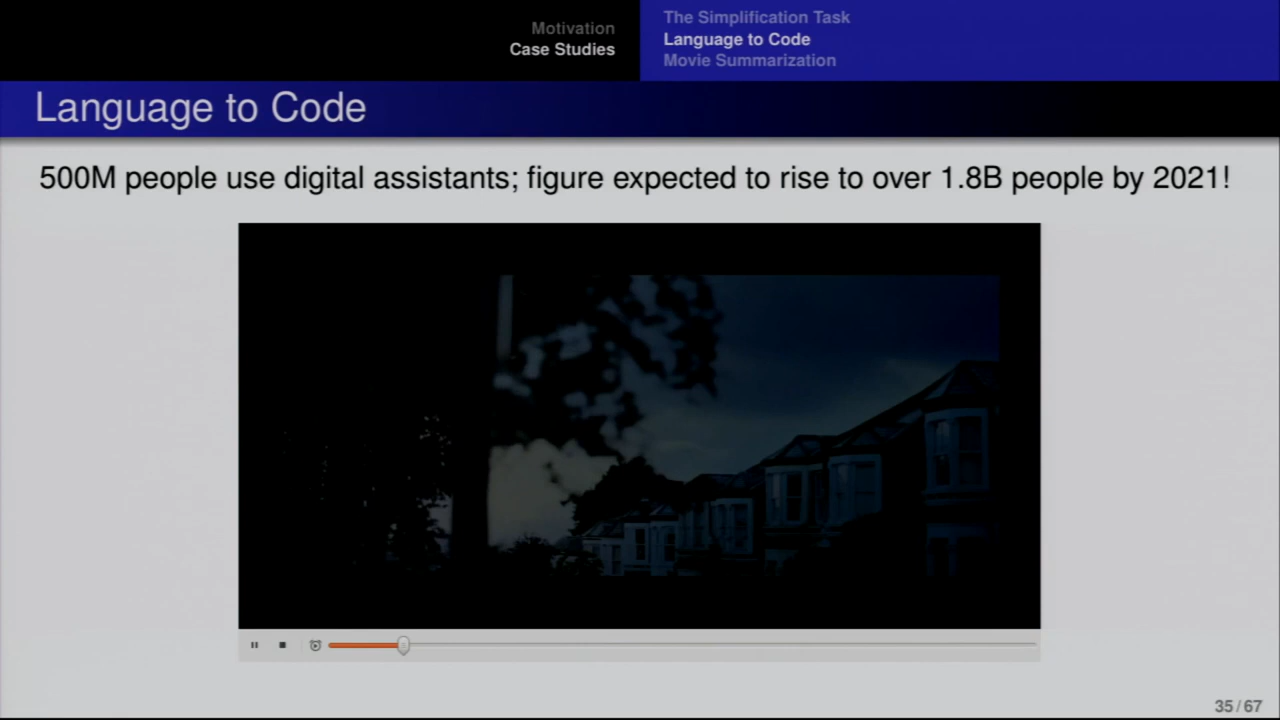 Motivation
Case Studies
The Simplification Task
Language to Code
Movie Summarization
Language to Code
500M people use digital assistants; figure expected to rise to over 1.8B people by 2021!
35/67